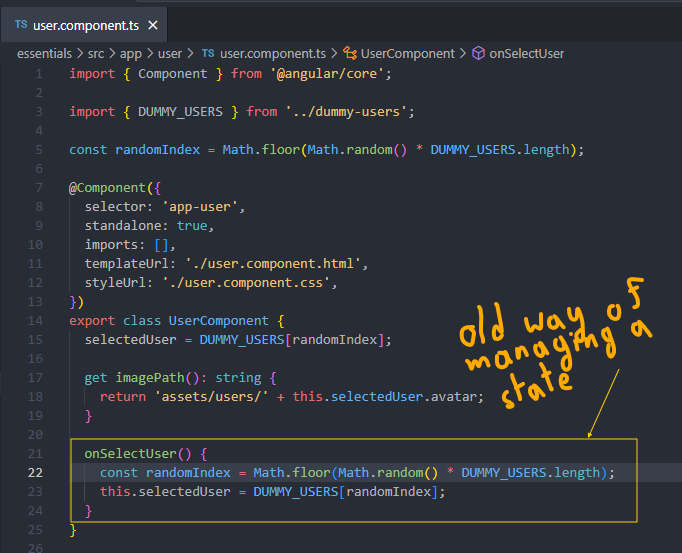 TS user.component.ts ×
essentials > src > app > user > TS user.component.ts > UserComponent > onSelectUser
1 import { Component } from '@angular/core';
2
3 import { DUMMY_USERS } from '../dummy-users';
4
5 const randomIndex = Math.floor(Math.random() * DUMMY_USERS.length);
6
7 @Component({
8 selector: 'app-user',
9 standalone: true,
10 imports: [],
11 templateUrl: './user.component.html',
12 styleUrl: './user.component.css',
13 })
14 export class UserComponent {
15 selectedUser = DUMMY_USERS[randomIndex];
16
17 get imagePath(): string {
18 return 'assets/users/' + this.selectedUser.avatar;
19 }
20
21 onSelectUser() {
22 const randomIndex = Math.floor(Math.random() * DUMMY_USERS.length);
23 this.selectedUser = DUMMY_USERS[randomIndex];
24 }
25 }
26
old way of
managing a
state